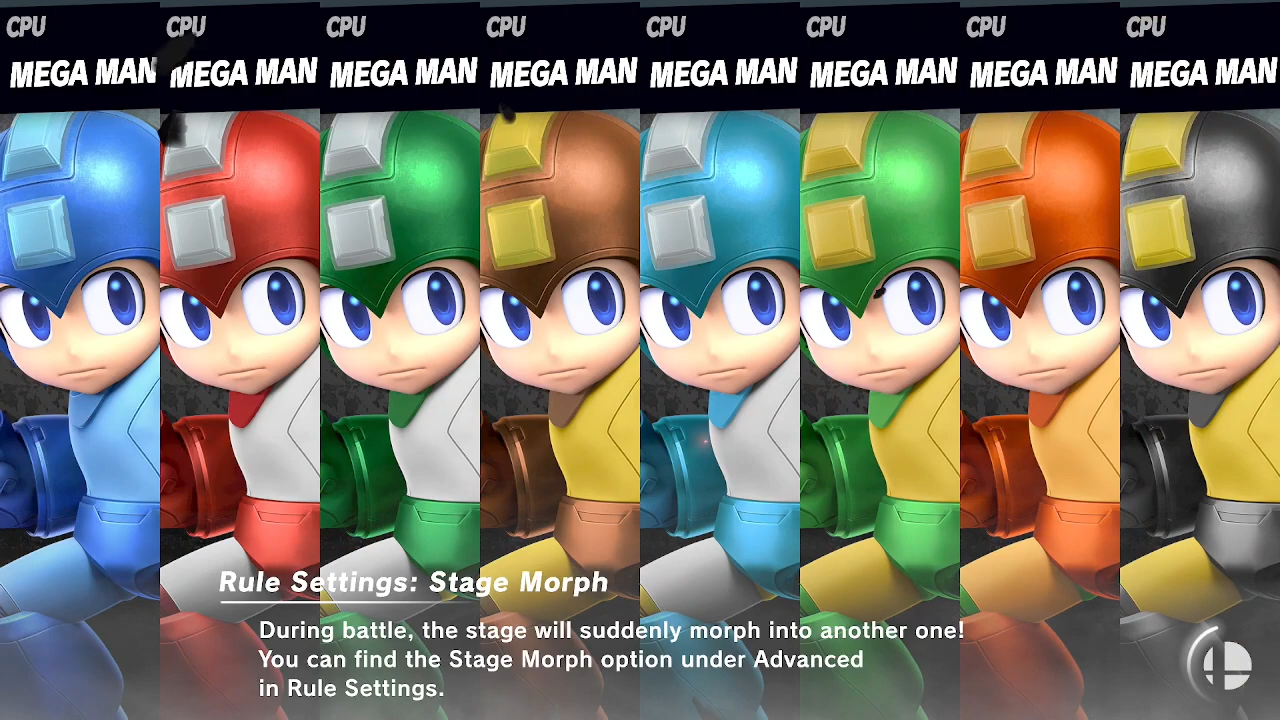 CPU CPU CPU CPU CPU CPU CPU CPU
MEGA MAN MEGA MAN MEGA MAN MEGA MAN MEGA MAN MEGA MAN MEGA MAN MEGA MAN
Rule Settings: Stage Morph
During battle, the stage will suddenly morph into another one!
You can find the Stage Morph option under Advanced
in Rule Settings.